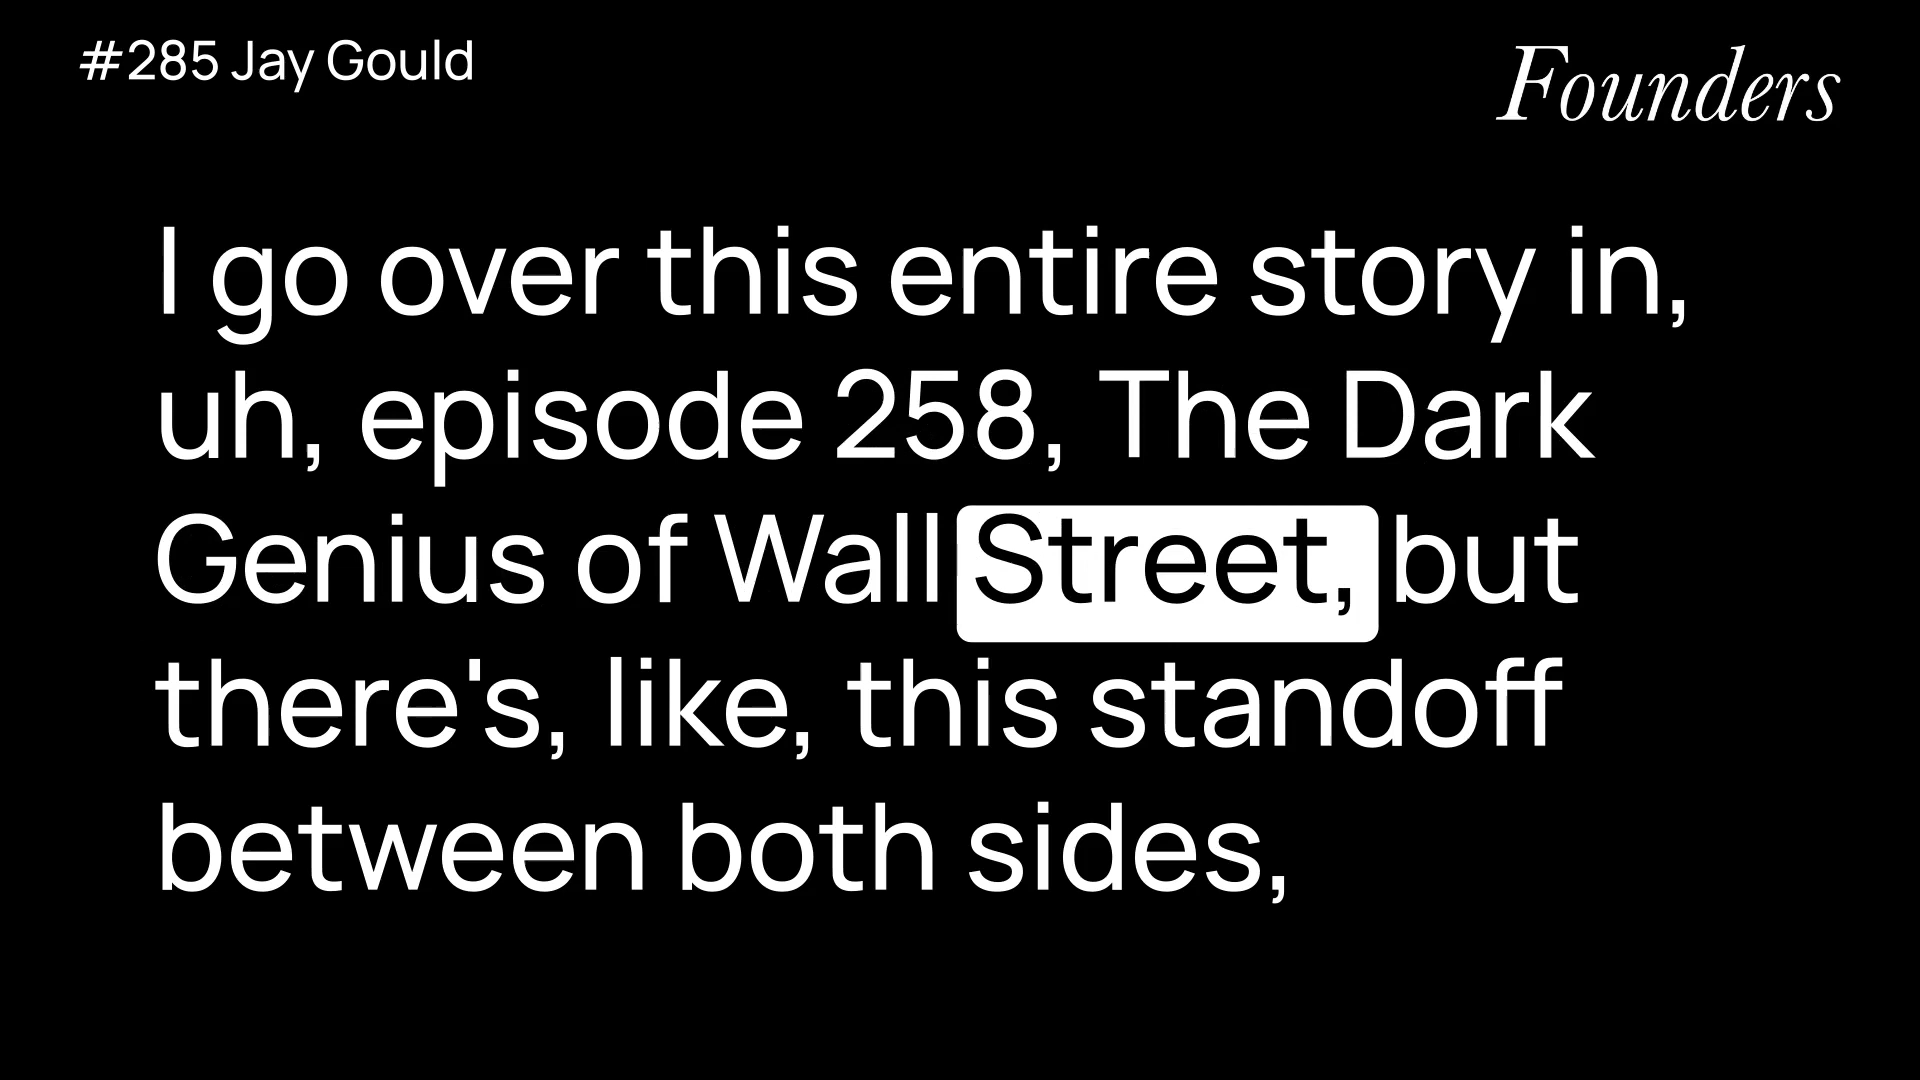 #285 Jay Gould
Founders
I go over this entire story in,
uh, episode 258, The Dark
Genius of Wall Street, but
there's, like, this standoff
between both sides,